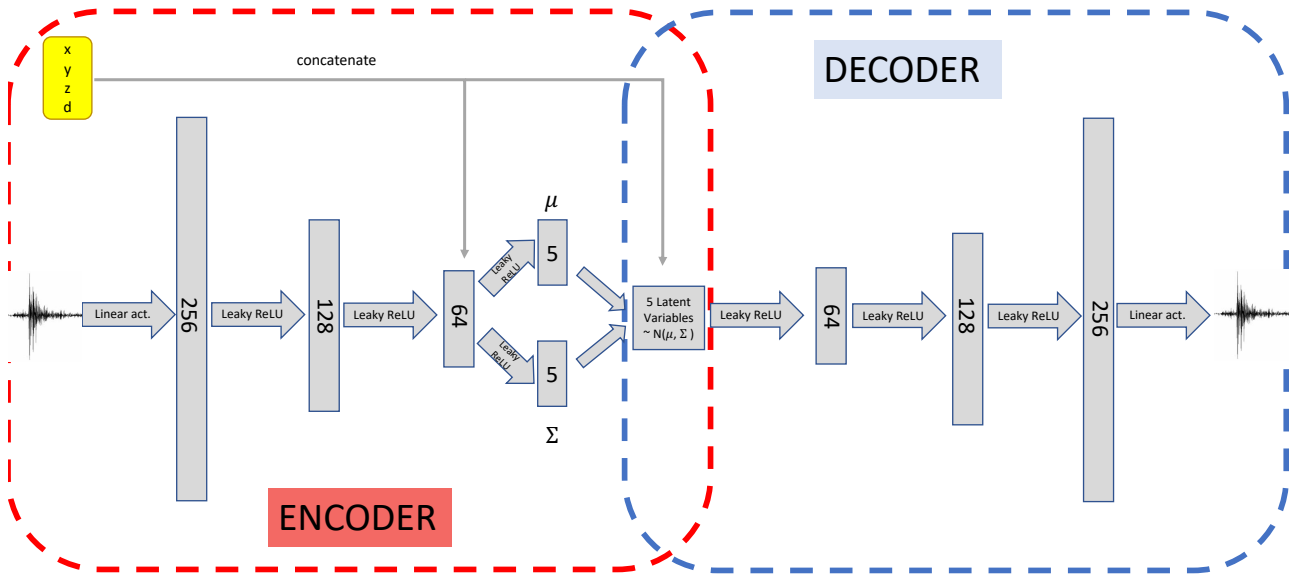 x
y
z
d
concatenate
DECODER
Linear act.
256
Leaky ReLU
128
Leaky ReLU
64
Leaky
ReLU
Leaky
ReLU
μ
5
5
Σ
5 Latent
Variables
~ N(μ, Σ )
Leaky ReLU
64
Leaky ReLU
128
Leaky ReLU
256
Linear act.
ENCODER